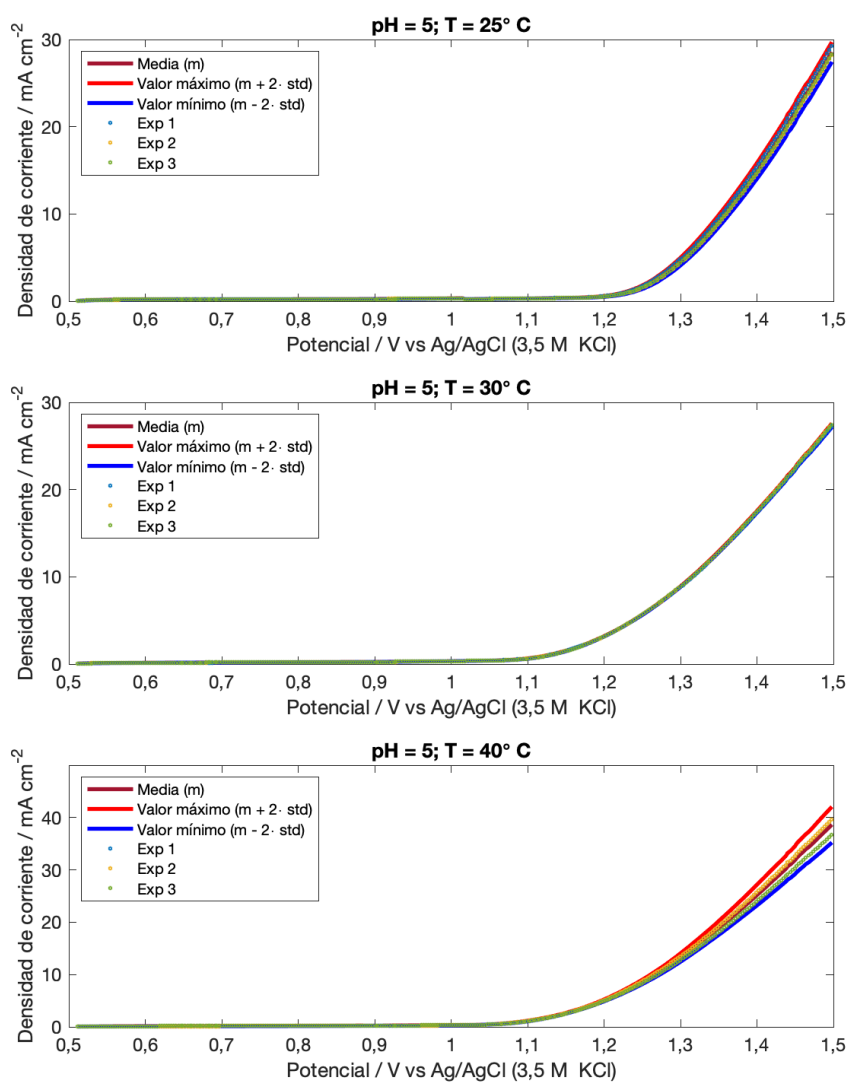 pH = 5; T = 25° C
Densidad de corriente / mA cm-2
30
20
10
0
Media (m)
Valor máximo (m + 2· std)
Valor mínimo (m - 2· std)
Exp 1
Exp 2
Exp 3
0,5 0,6 0,7 0,8 0,9 1 1,1 1,2 1,3 1,4 1,5
Potencial / V vs Ag/AgCl (3,5 M KCl)
pH = 5; T = 30° C
Densidad de corriente / mA cm-2
30
20
10
0
Media (m)
Valor máximo (m + 2· std)
Valor mínimo (m - 2· std)
Exp 1
Exp 2
Exp 3
0,5 0,6 0,7 0,8 0,9 1 1,1 1,2 1,3 1,4 1,5
Potencial / V vs Ag/AgCl (3,5 M KCl)
pH = 5; T = 40° C
Densidad de corriente / mA cm-2
40
30
20
10
0
Media (m)
Valor máximo (m + 2· std)
Valor mínimo (m - 2· std)
Exp 1
Exp 2
Exp 3
0,5 0,6 0,7 0,8 0,9 1 1,1 1,2 1,3 1,4 1,5
Potencial / V vs Ag/AgCl (3,5 M KCl)